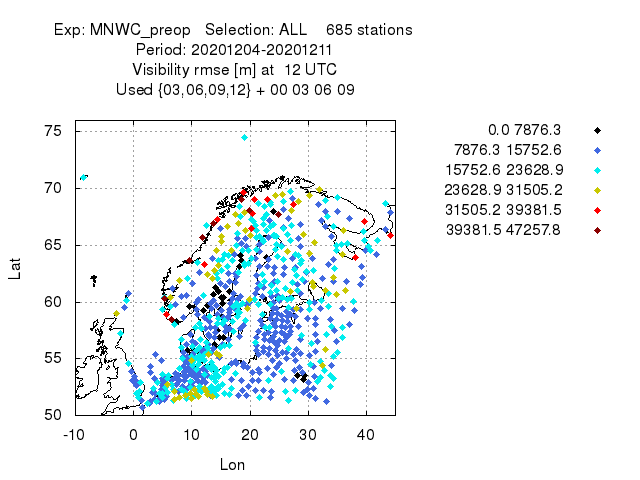 Exp: MNWC_preop   Selection: ALL    685 stations
Period: 20201204-20201211
Visibility rmse [m] at  12 UTC
Used {03,06,09,12} + 00 03 06 09
0.0 7876.3
7876.3 15752.6
15752.6 23628.9
23628.9 31505.2
31505.2 39381.5
39381.5 47257.8
75
70
65
60
55
50
Lat
-10 0 10 20 30 40
Lon